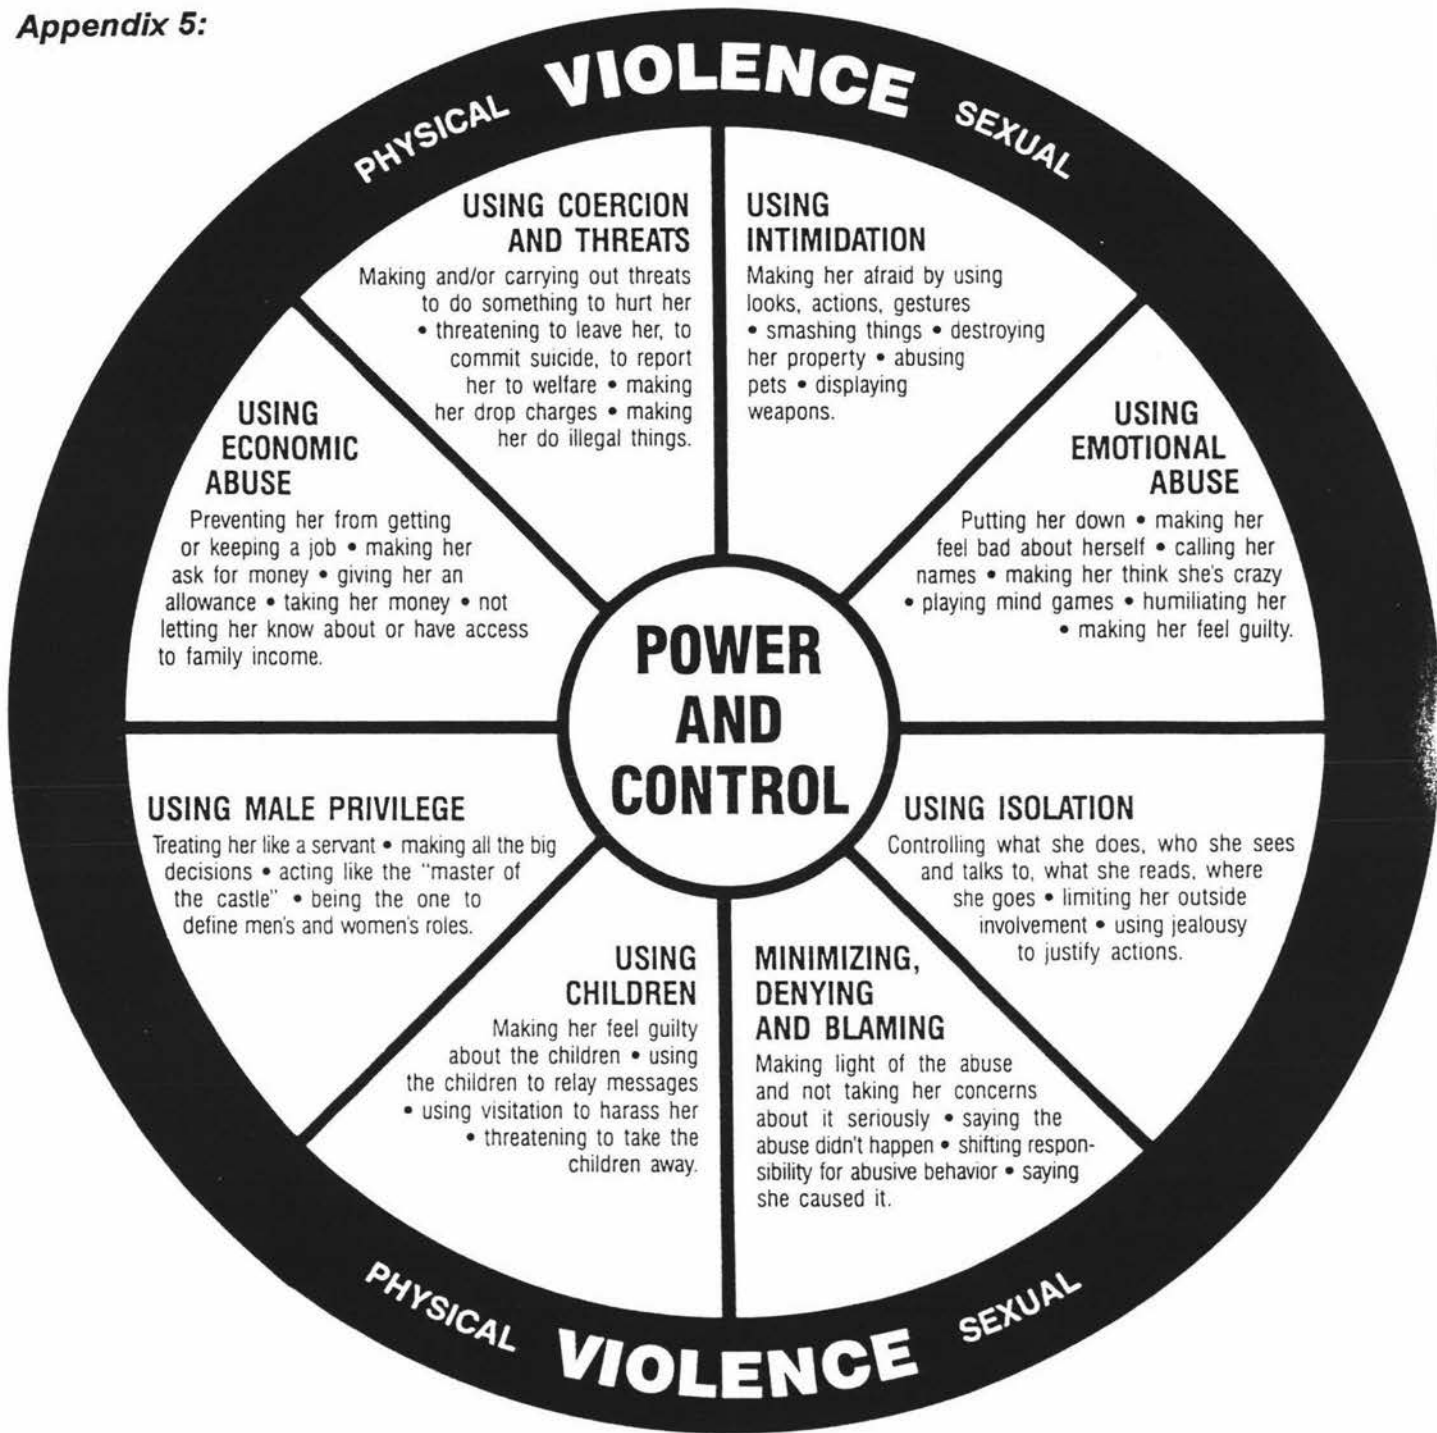 Appendix 5:
PHYSICAL VIOLENCE SEXUAL
USING COERCION
AND THREATS
Making and/or carrying out threats
to do something to hurt her
• threatening to leave her, to
commit suicide, to report
her to welfare • making
her drop charges • making
her do illegal things.
USING
INTIMIDATION
Making her afraid by using
looks, actions, gestures
• smashing things • destroying
her property • abusing
pets • displaying
weapons.
USING
EMOTIONAL
ABUSE
Putting her down • making her
feel bad about herself • calling her
names • making her think she's crazy
• playing mind games • humiliating her
• making her feel guilty.
USING ISOLATION
Controlling what she does, who she sees
and talks to, what she reads, where
she goes • limiting her outside
involvement • using jealousy
to justify actions.
MINIMIZING,
DENYING
AND BLAMING
Making light of the abuse
and not taking her concerns
about it seriously • saying the
abuse didn't happen • shifting respon-
sibility for abusive behavior • saying
she caused it.
USING
CHILDREN
Making her feel guilty
about the children • using
the children to relay messages
• using visitation to harass her
• threatening to take the
children away.
USING MALE PRIVILEGE
Treating her like a servant • making all the big
decisions • acting like the "master of
the castle" • being the one to
define men's and women's roles.
USING
ECONOMIC
ABUSE
Preventing her from getting
or keeping a job • making her
ask for money • giving her an
allowance • taking her money • not
letting her know about or have access
to family income.
POWER
AND
CONTROL
PHYSICAL VIOLENCE SEXUAL